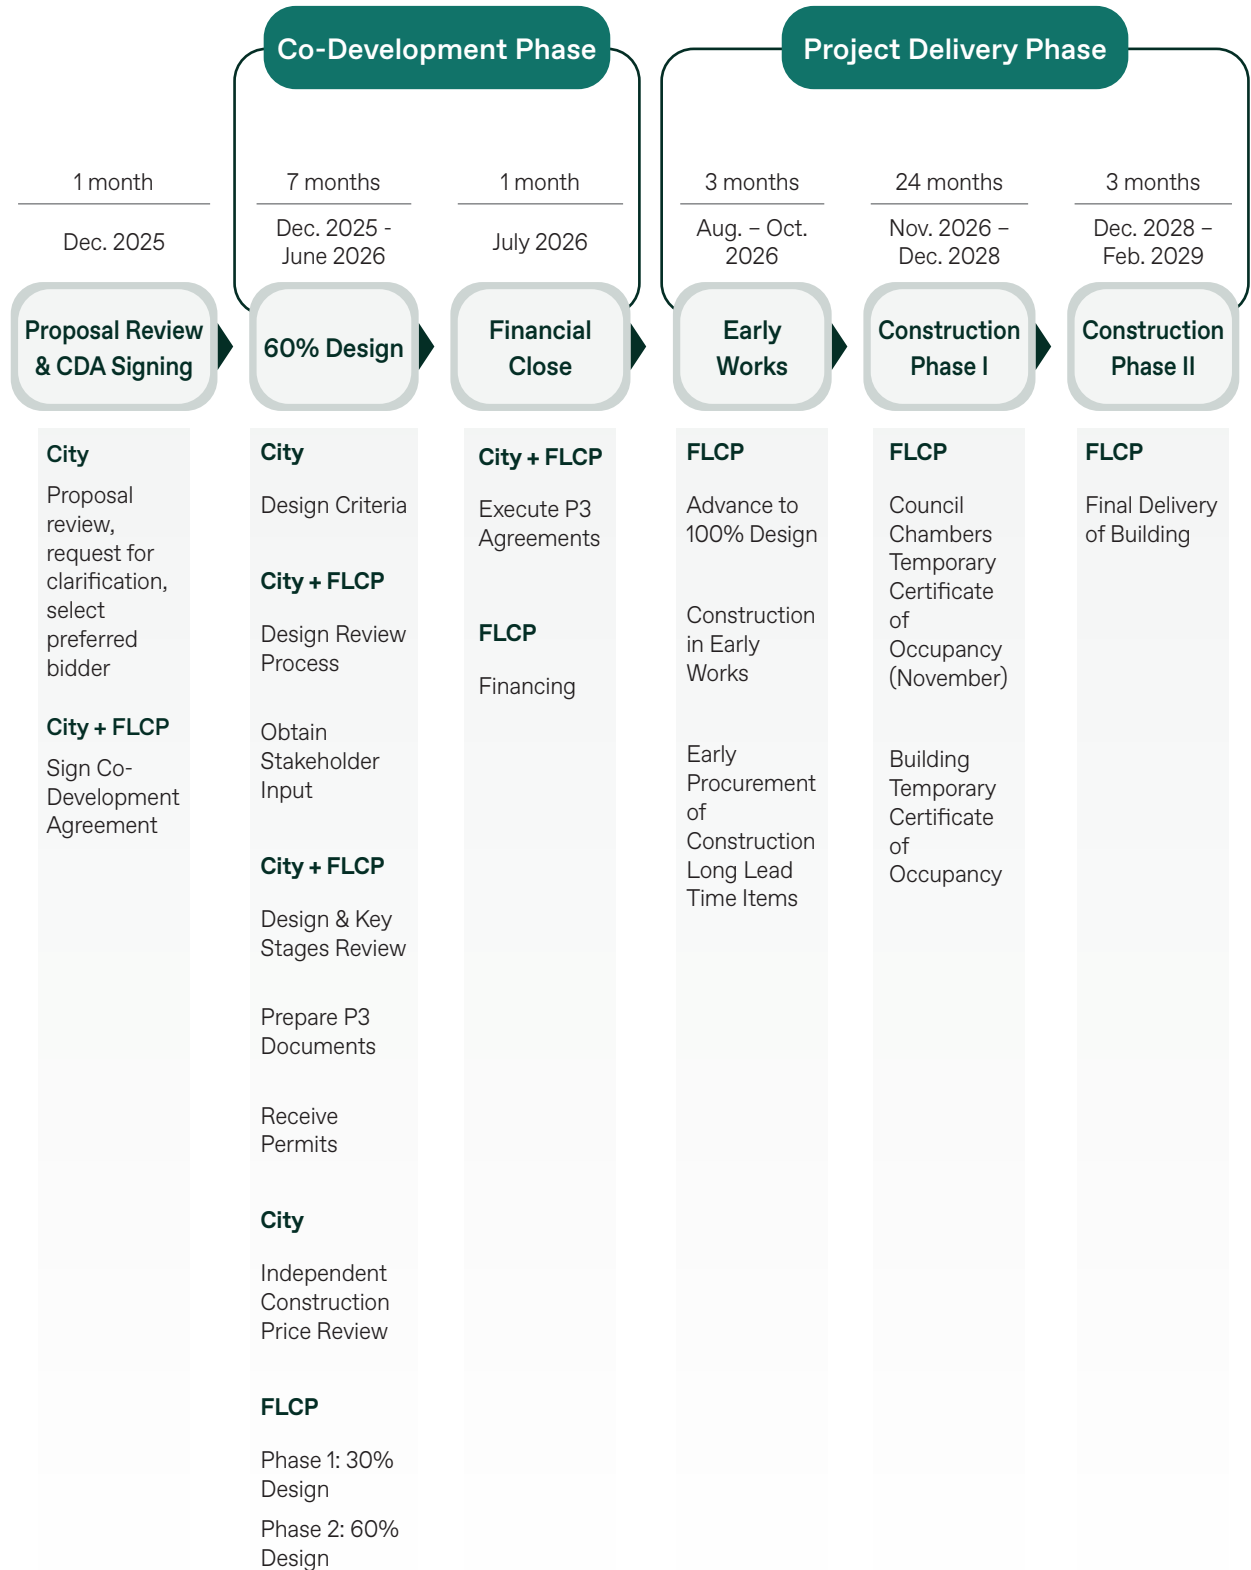 Co-Development Phase
Project Delivery Phase
1 month
Dec. 2025
Proposal Review
& CDA Signing
City
Proposal
review,
request for
clarification,
select
preferred
bidder
City + FLCP
Sign Co-
Development
Agreement
7 months
Dec. 2025 -
June 2026
60% Design
City
Design Criteria
City + FLCP
Design Review
Process
Obtain
Stakeholder
Input
City + FLCP
Design & Key
Stages Review
Prepare P3
Documents
Receive
Permits
City
Independent
Construction
Price Review
FLCP
Phase 1: 30%
Design
Phase 2: 60%
Design
1 month
July 2026
Financial
Close
City + FLCP
Execute P3
Agreements
FLCP
Financing
3 months
Aug. – Oct.
2026
Early
Works
FLCP
Advance to
100% Design
Construction
in Early
Works
Early
Procurement
of
Construction
Long Lead
Time Items
24 months
Nov. 2026 –
Dec. 2028
Construction
Phase I
FLCP
Council
Chambers
Temporary
Certificate
of
Occupancy
(November)
Building
Temporary
Certificate
of
Occupancy
3 months
Dec. 2028 –
Feb. 2029
Construction
Phase II
FLCP
Final Delivery
of Building